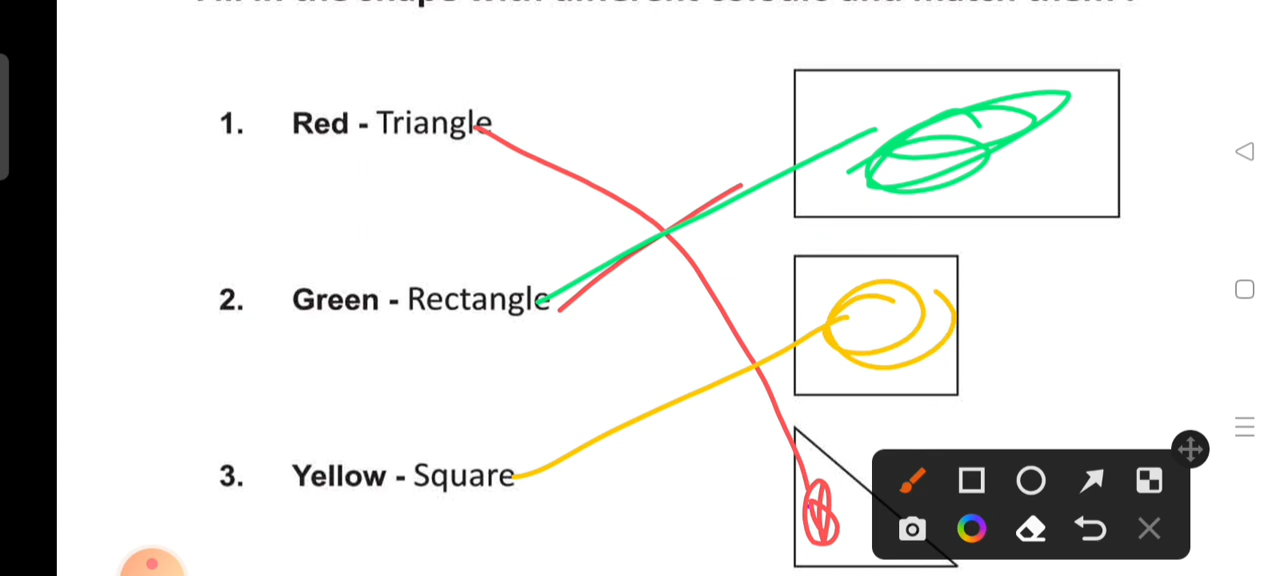 1. Red - Triangle
2. Green - Rectangle
3. Yellow - Square